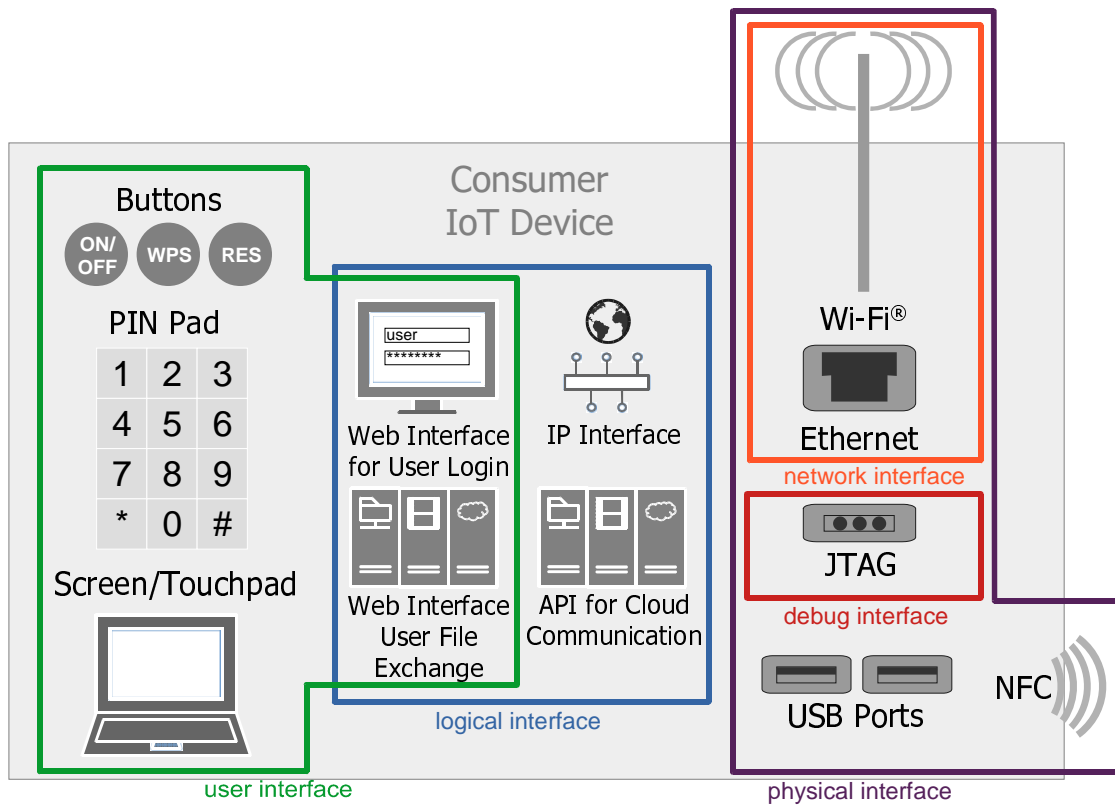 Consumer
IoT Device
Buttons
ON/
OFF
WPS
RES
PIN Pad
1 2 3
4 5 6
7 8 9
* 0 #
Screen/Touchpad
user interface
user
********
Web Interface
for User Login
Web Interface
User File
Exchange
IP Interface
API for Cloud
Communication
logical interface
Wi-Fi®
Ethernet
network interface
JTAG
debug interface
USB Ports
NFC
physical interface